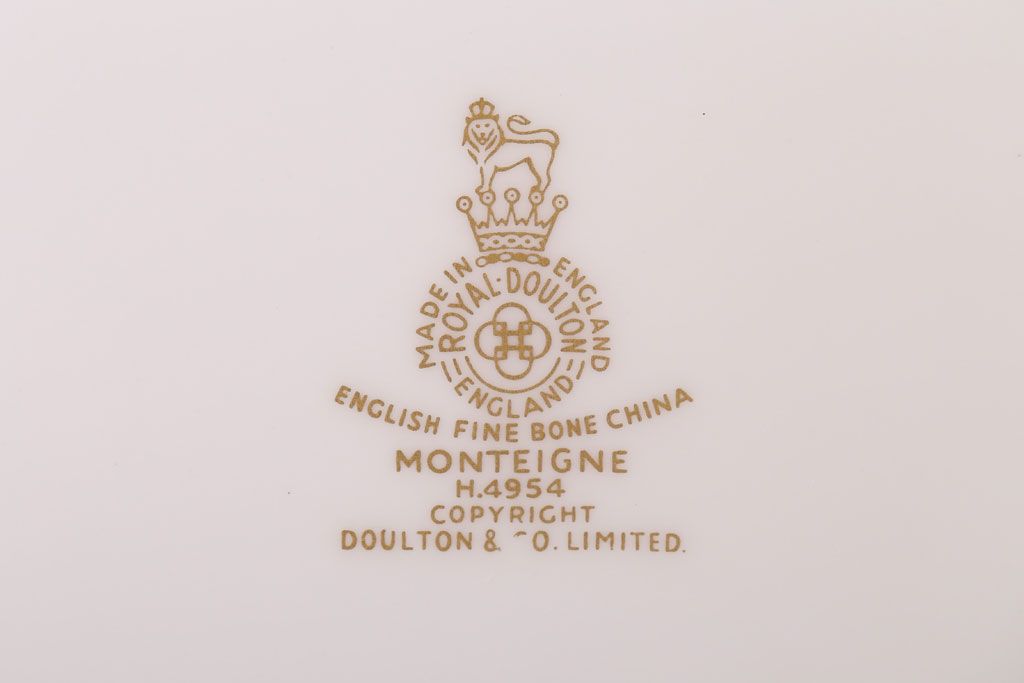 MADE IN ENGLAND
ROYAL·DOULTON
ENGLAND
ENGLISH FINE BONE CHINA
MONTEIGNE
H.4954
COPYRIGHT
DOULTON & CO. LIMITED.